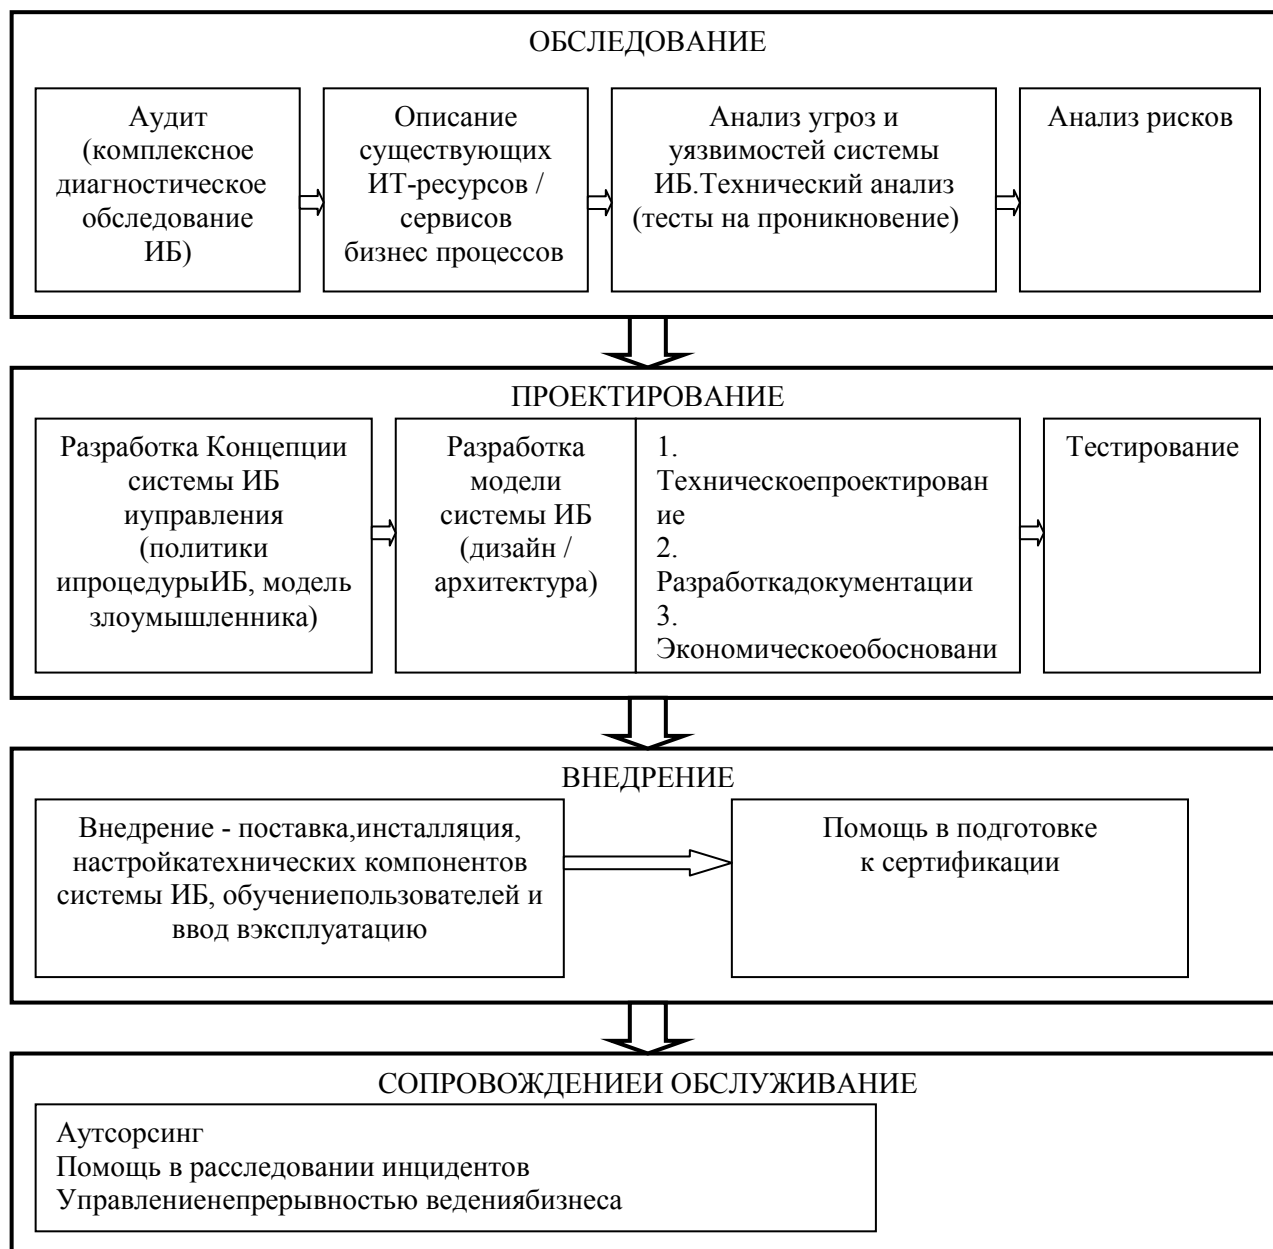 ОБСЛЕДОВАНИЕ
Аудит
(комплексное
диагностическое
обследование
ИБ)
Описание
существующих
ИТ-ресурсов /
сервисов
бизнес процессов
Анализ угроз и
уязвимостей системы
ИБ.Технический анализ
(тесты на проникновение)
Анализ рисков
ПРОЕКТИРОВАНИЕ
Разработка Концепции
системы ИБ
иуправления
(политики
ипроцедурыИБ, модель
злоумышленника)
Разработка
модели
системы ИБ
(дизайн /
архитектура)
1.
Техническоепроектирован
ие
2.
Разработкадокументации
3.
Экономическоеобосновани
Тестирование
ВНЕДРЕНИЕ
Внедрение - поставка,инсталляция,
настройкатехнических компонентов
системы ИБ, обучениепользователей и
ввод вэксплуатацию
Помощь в подготовке
к сертификации
СОПРОВОЖДЕНИЕИ ОБСЛУЖИВАНИЕ
Аутсорсинг
Помощь в расследовании инцидентов
Управлениенепрерывностью ведениябизнеса